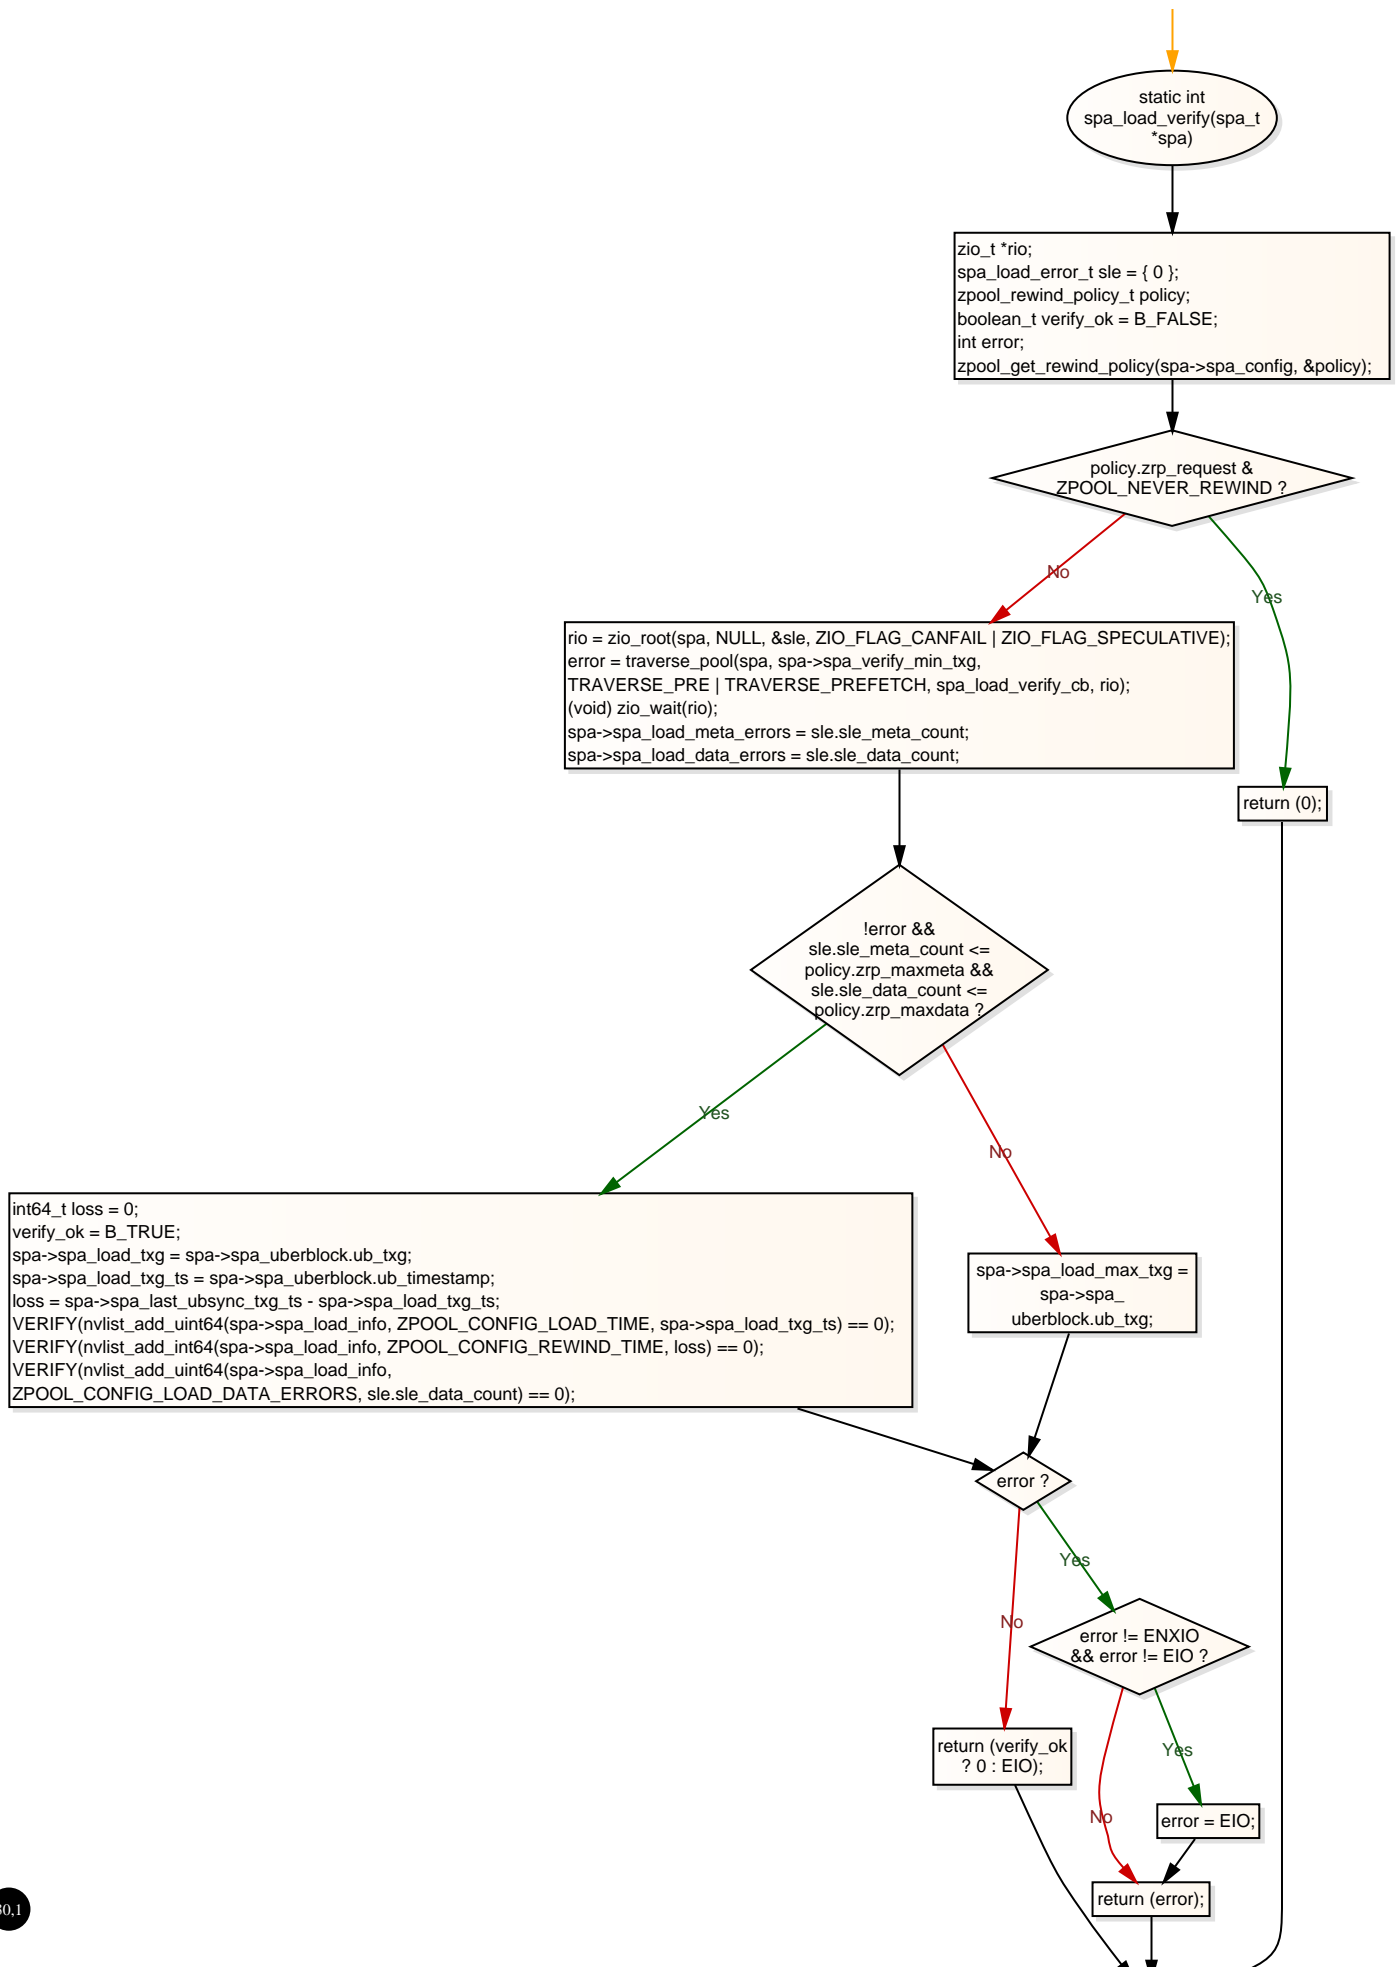 static int
spa_load_verify(spa_t
*spa)
zio_t *rio;
spa_load_error_t sle = { 0 };
zpool_rewind_policy_t policy;
boolean_t verify_ok = B_FALSE;
int error;
zpool_get_rewind_policy(spa->spa_config, &policy);
policy.zrp_request &
ZPOOL_NEVER_REWIND ?
No
Yes
rio = zio_root(spa, NULL, &sle, ZIO_FLAG_CANFAIL | ZIO_FLAG_SPECULATIVE);
error = traverse_pool(spa, spa->spa_verify_min_txg,
TRAVERSE_PRE | TRAVERSE_PREFETCH, spa_load_verify_cb, rio);
(void) zio_wait(rio);
spa->spa_load_meta_errors = sle.sle_meta_count;
spa->spa_load_data_errors = sle.sle_data_count;
return (0);
!error &&
sle.sle_meta_count <=
policy.zrp_maxmeta &&
sle.sle_data_count <=
policy.zrp_maxdata ?
Yes
No
int64_t loss = 0;
verify_ok = B_TRUE;
spa->spa_load_txg = spa->spa_uberblock.ub_txg;
spa->spa_load_txg_ts = spa->spa_uberblock.ub_timestamp;
loss = spa->spa_last_ubsync_txg_ts - spa->spa_load_txg_ts;
VERIFY(nvlist_add_uint64(spa->spa_load_info, ZPOOL_CONFIG_LOAD_TIME, spa->spa_load_txg_ts) == 0);
VERIFY(nvlist_add_int64(spa->spa_load_info, ZPOOL_CONFIG_REWIND_TIME, loss) == 0);
VERIFY(nvlist_add_uint64(spa->spa_load_info,
ZPOOL_CONFIG_LOAD_DATA_ERRORS, sle.sle_data_count) == 0);
spa->spa_load_max_txg =
spa->spa_
uberblock.ub_txg;
error ?
Yes
No
error != ENXIO
&& error != EIO ?
return (verify_ok
? 0 : EIO);
Yes
No
error = EIO;
return (error);